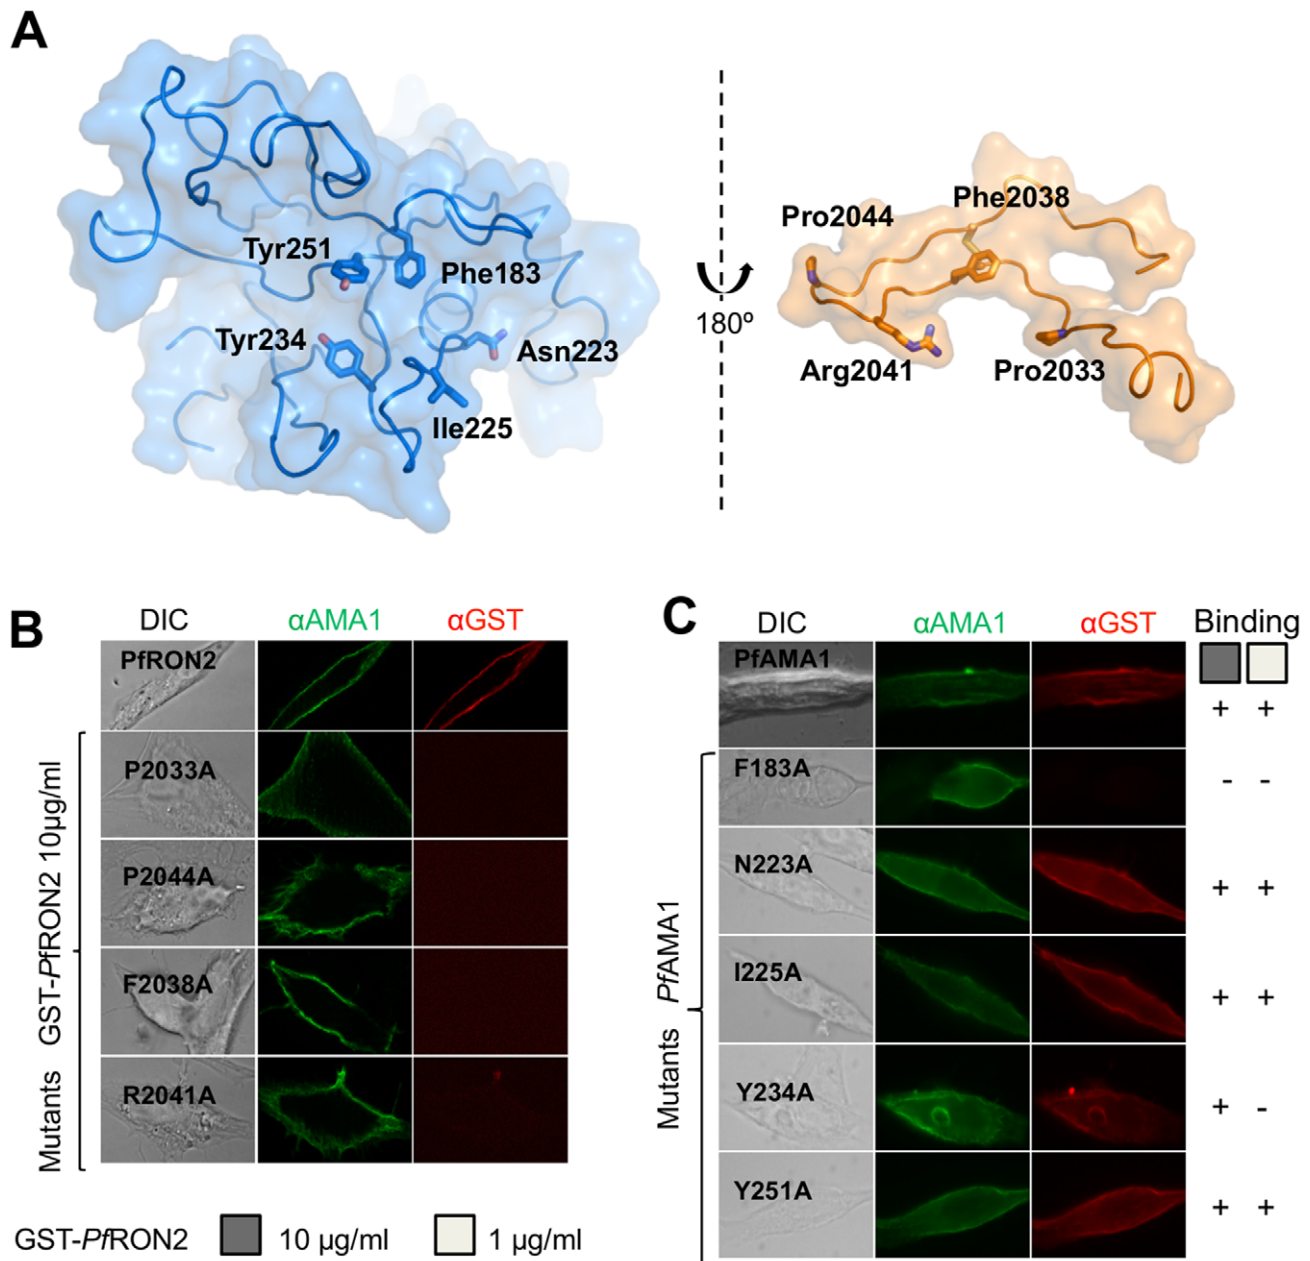 A
Tyr251
Phe183
Tyr234
Asn223
Ile225
180º
Pro2044
Phe2038
Arg2041
Pro2033
B
DIC
αAMA1
αGST
PfRON2
P2033A
P2044A
F2038A
R2041A
Mutants GST-PfRON2 10µg/ml
GST-PfRON2 10 µg/ml 1 µg/ml
C
DIC
αAMA1
αGST
Binding
PfAMA1
+ +
F183A
- -
N223A
+ +
I225A
+ +
Y234A
+ -
Y251A
+ +
Mutants PfAMA1